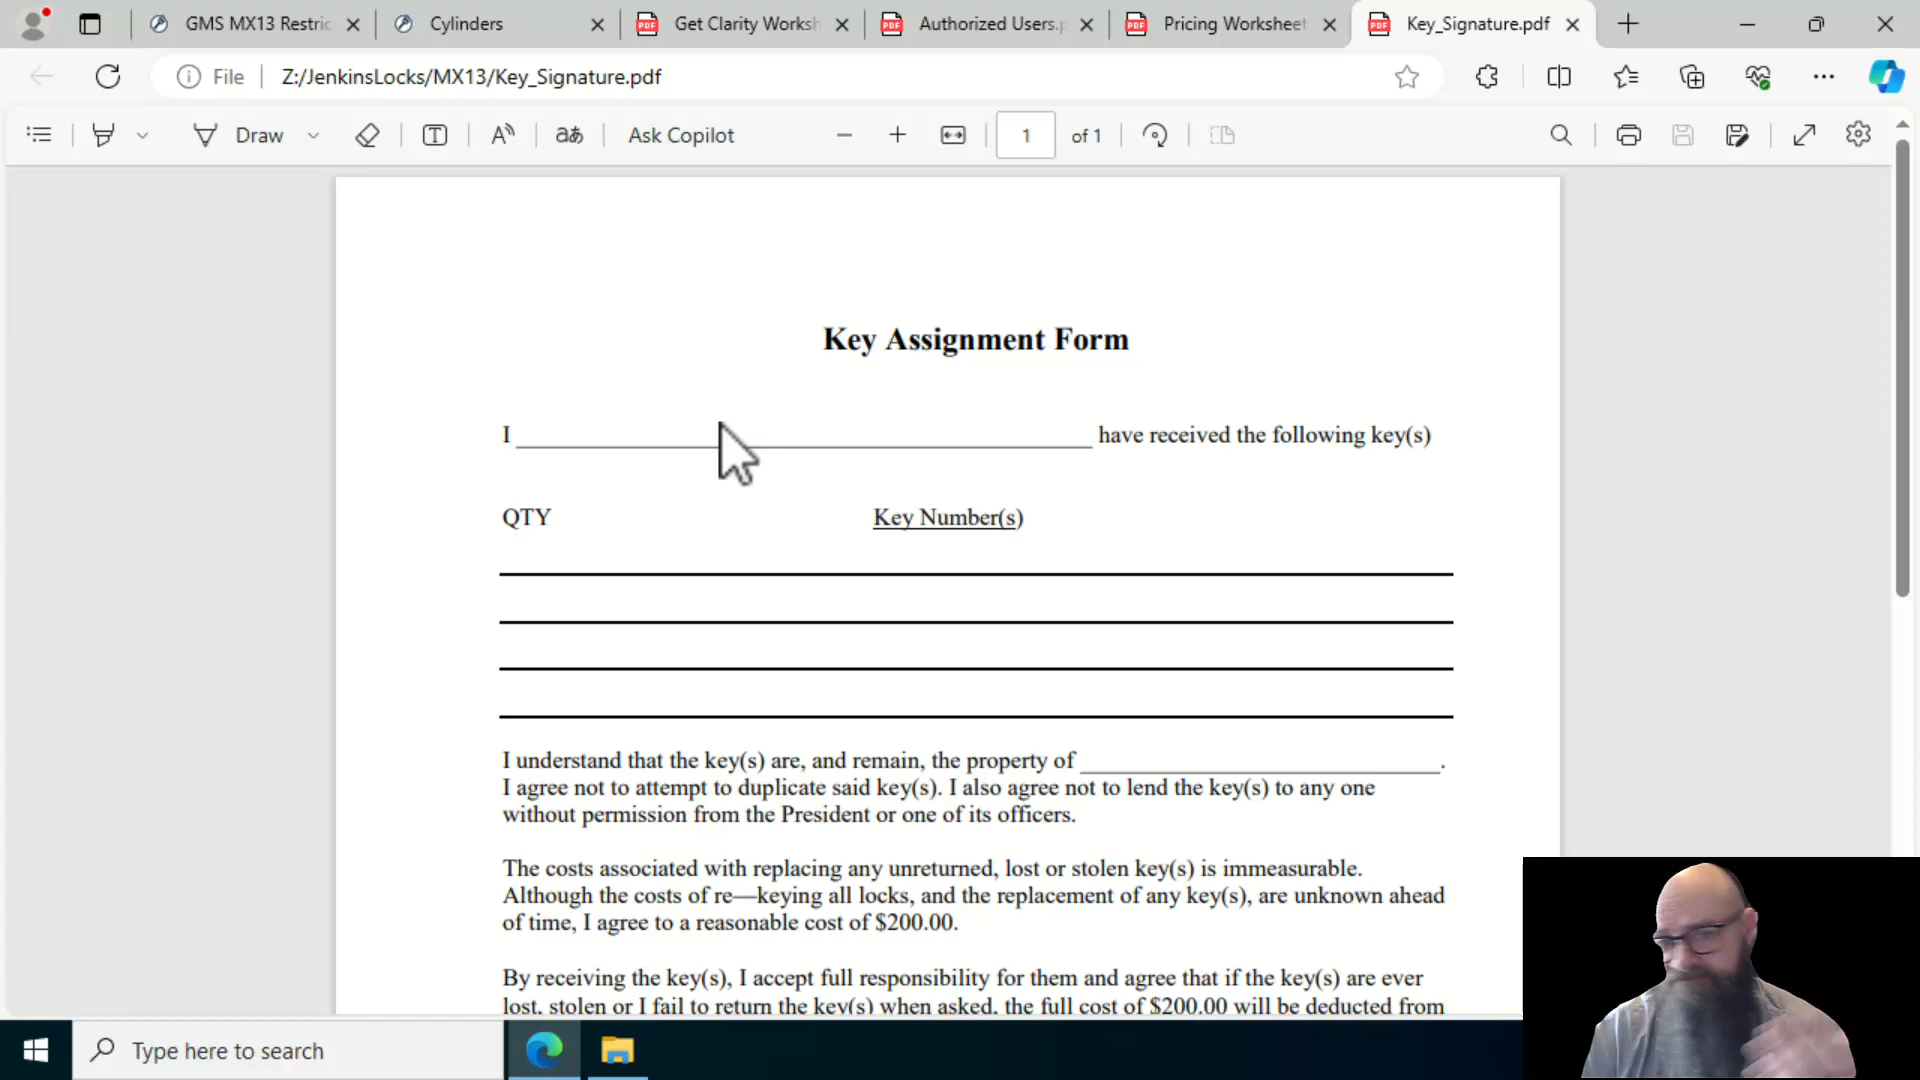 GMS MX13 Restric
Cylinders
Get Clarity Worksh
Authorized Users.p
Pricing Worksheet
Key_Signature.pdf
File
Z:/JenkinsLocks/MX13/Key_Signature.pdf
Draw
aあ
Ask Copilot
1
of 1
Key Assignment Form
I ________________________________ have received the following key(s)
QTY
Key Number(s)
I understand that the key(s) are, and remain, the property of ____________________.
I agree not to attempt to duplicate said key(s). I also agree not to lend the key(s) to any one
without permission from the President or one of its officers.
The costs associated with replacing any unreturned, lost or stolen key(s) is immeasurable.
Although the costs of re—keying all locks, and the replacement of any key(s), are unknown ahead
of time, I agree to a reasonable cost of $200.00.
By receiving the key(s), I accept full responsibility for them and agree that if the key(s) are ever
lost, stolen or I fail to return the key(s) when asked, the full cost of $200.00 will be deducted from
Type here to search